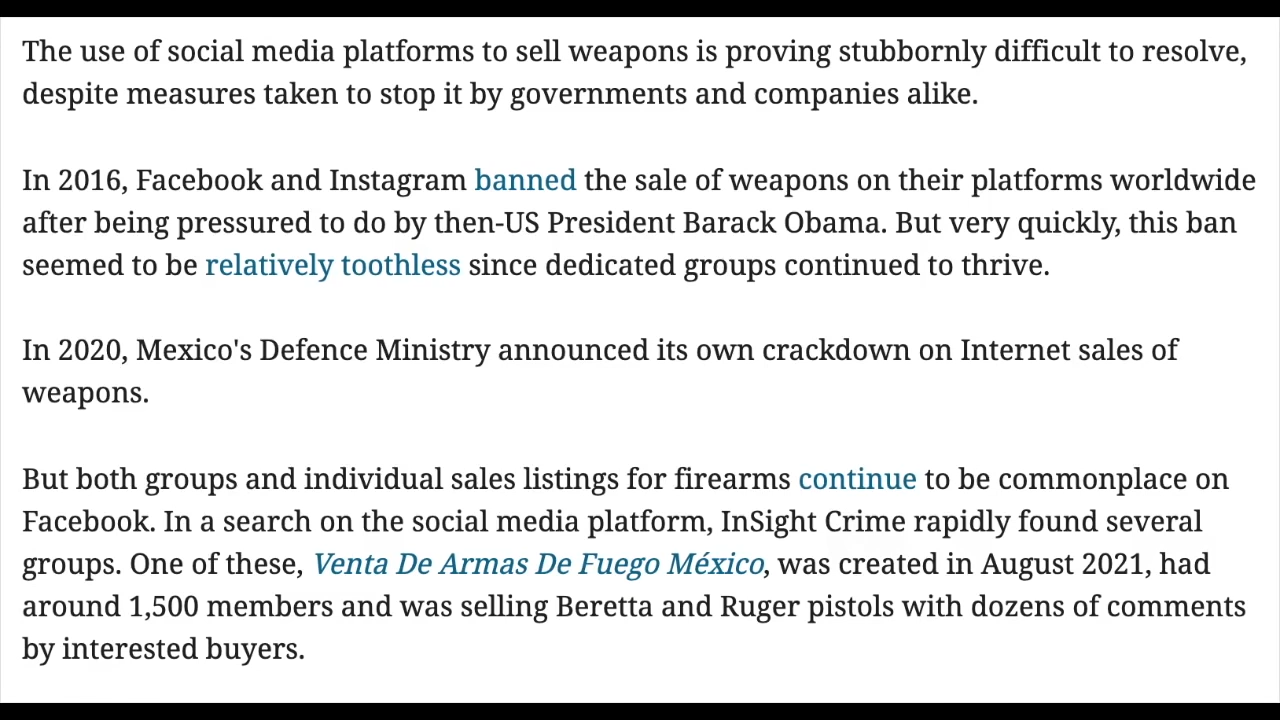 The use of social media platforms to sell weapons is proving stubbornly difficult to resolve,
despite measures taken to stop it by governments and companies alike.
In 2016, Facebook and Instagram banned the sale of weapons on their platforms worldwide
after being pressured to do by then-US President Barack Obama. But very quickly, this ban
seemed to be relatively toothless since dedicated groups continued to thrive.
In 2020, Mexico's Defence Ministry announced its own crackdown on Internet sales of
weapons.
But both groups and individual sales listings for firearms continue to be commonplace on
Facebook. In a search on the social media platform, InSight Crime rapidly found several
groups. One of these, Venta De Armas De Fuego México, was created in August 2021, had
around 1,500 members and was selling Beretta and Ruger pistols with dozens of comments
by interested buyers.